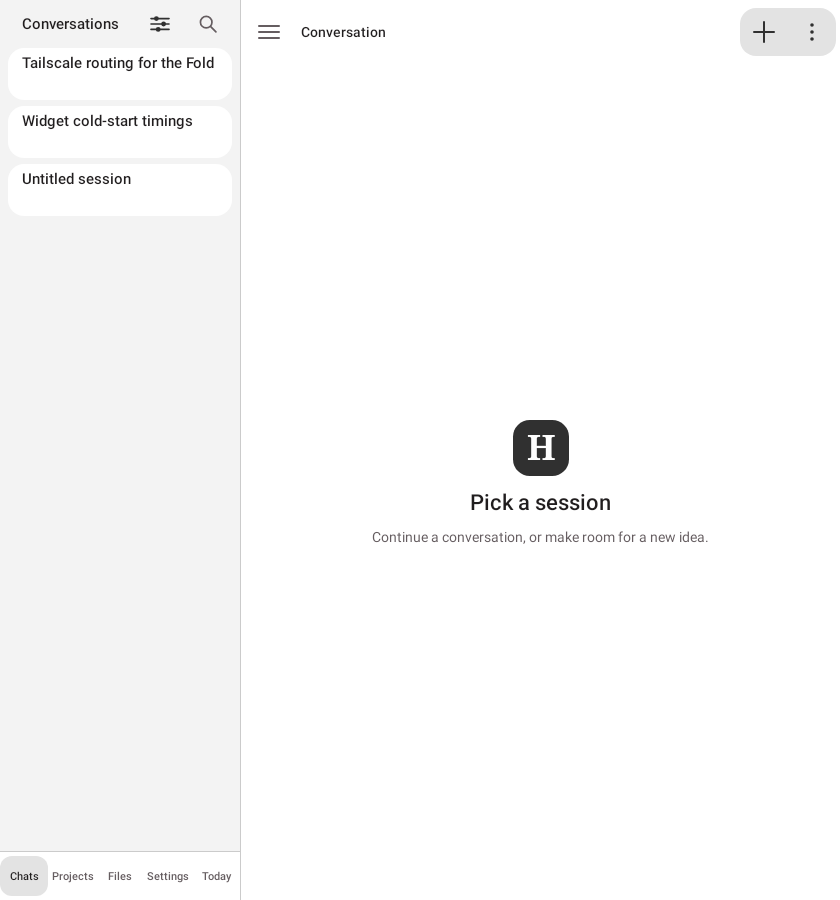 Conversations
Tailscale routing for the Fold
Widget cold-start timings
Untitled session
Chats Projects Files Settings Today
Conversation
H
Pick a session
Continue a conversation, or make room for a new idea.